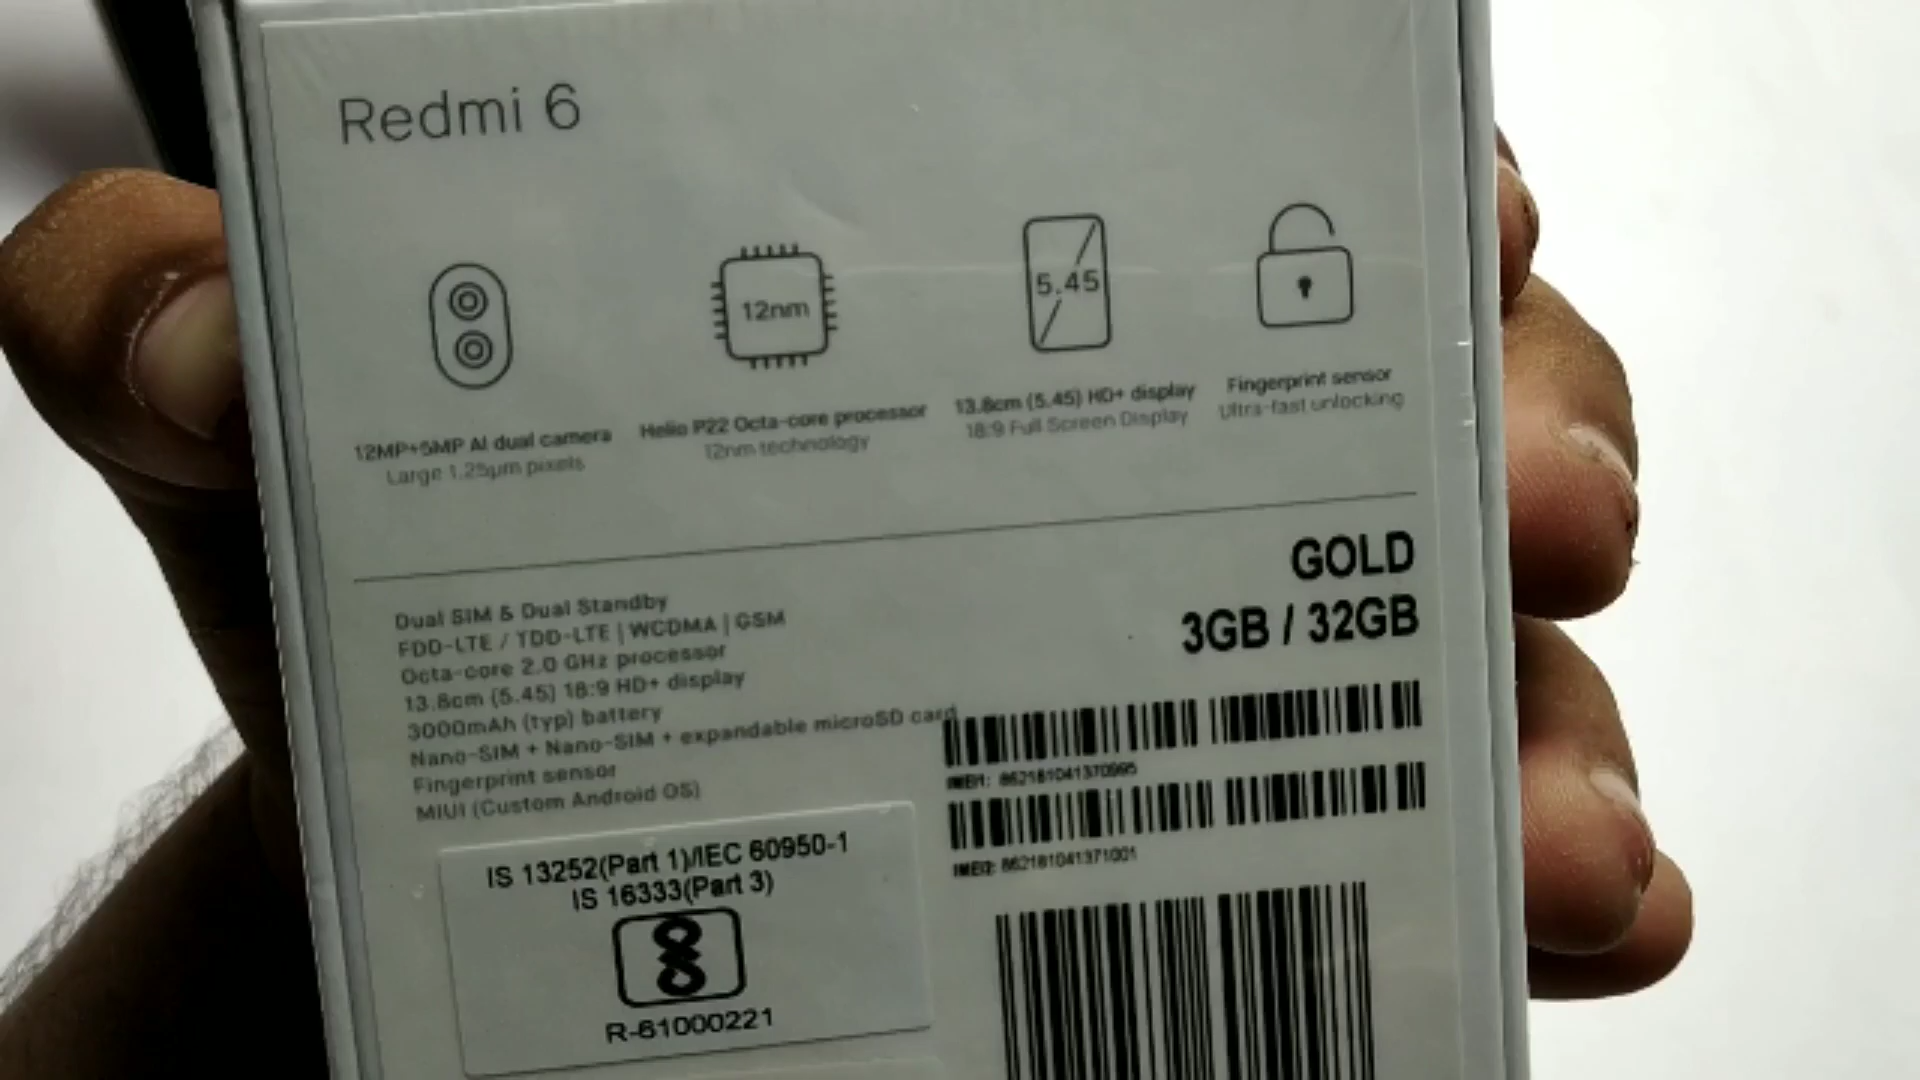 Redmi 6
12nm
5.45
12MP+5MP AI dual camera
Large 1.25µm pixels
Helio P22 Octa-core processor
12nm technology
13.8cm (5.45) HD+ display
18:9 Full Screen Display
Fingerprint sensor
Ultra-fast unlocking
GOLD
3GB / 32GB
Dual SIM & Dual Standby
FDD-LTE / TDD-LTE | WCDMA | GSM
Octa-core 2.0 GHz processor
13.8cm (5.45) 18:9 HD+ display
3000mAh (typ) battery
Nano-SIM + Nano-SIM + expandable microSD card
Fingerprint sensor
MIUI (Custom Android OS)
IMEI1: 862181041370995
IMEI2: 862181041371001
IS 13252(Part 1)/IEC 60950-1
IS 16333(Part 3)
R-61000221